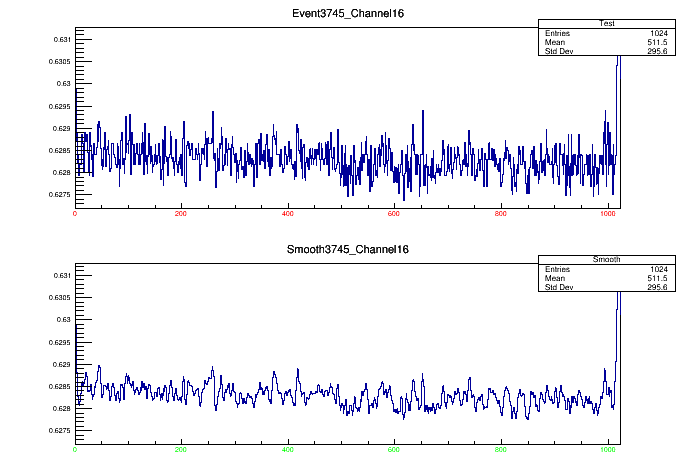 Event3745_Channel16
Test
Entries 1024
Mean 511.5
Std Dev 295.6
0.631
0.6305
0.63
0.6295
0.629
0.6285
0.628
0.6275
0 200 400 600 800 1000
Smooth3745_Channel16
Smooth
Entries 1024
Mean 511.5
Std Dev 295.6
0.631
0.6305
0.63
0.6295
0.629
0.6285
0.628
0.6275
0 200 400 600 800 1000